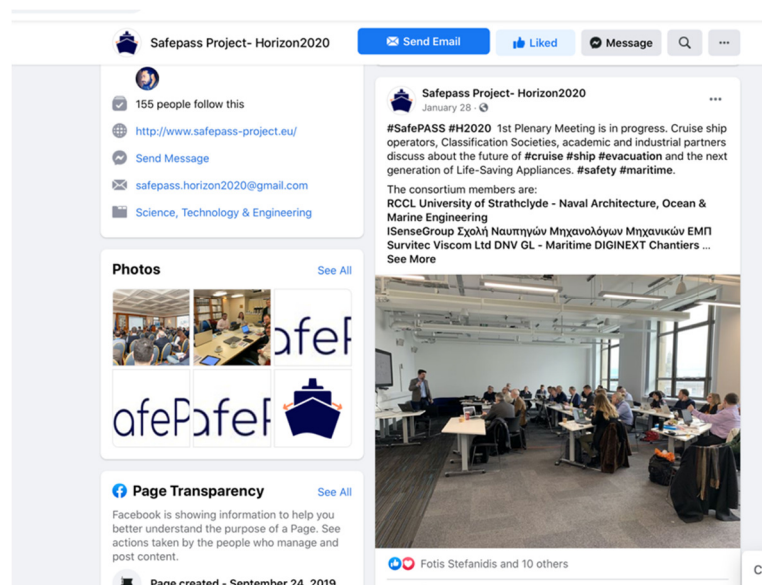 Safepass Project- Horizon2020
Send Email
Liked
Message
155 people follow this
http://www.safepass-project.eu/
Send Message
safepass.horizon2020@gmail.com
Science, Technology & Engineering
Photos
See All
afeP
afeP
afeP
Page Transparency
See All
Facebook is showing information to help you
better understand the purpose of a Page. See
actions taken by the people who manage and
post content.
Page created - September 24, 2019
Safepass Project- Horizon2020
January 28 ·
#SafePASS #H2020 1st Plenary Meeting is in progress. Cruise ship
operators, Classification Societies, academic and industrial partners
discuss about the future of #cruise #ship #evacuation and the next
generation of Life-Saving Appliances. #safety #maritime.
The consortium members are:
RCCL University of Strathclyde - Naval Architecture, Ocean &
Marine Engineering
ISenseGroup Σχολή Ναυπηγών Μηχανολόγων Μηχανικών ΕΜΠ
Survitec Viscom Ltd DNV GL - Maritime DIGINEXT Chantiers ...
See More
Fotis Stefanidis and 10 others